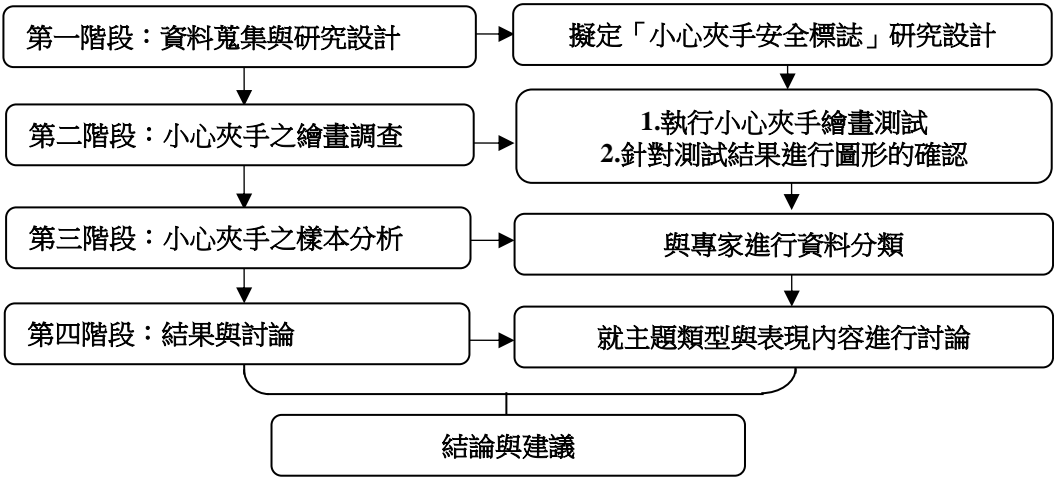 第一階段：資料蒐集與研究設計
擬定「小心夾手安全標誌」研究設計
第二階段：小心夾手之繪畫調查
1.執行小心夾手繪畫測試
2.針對測試結果進行圖形的確認
第三階段：小心夾手之樣本分析
與專家進行資料分類
第四階段：結果與討論
就主題類型與表現內容進行討論
結論與建議